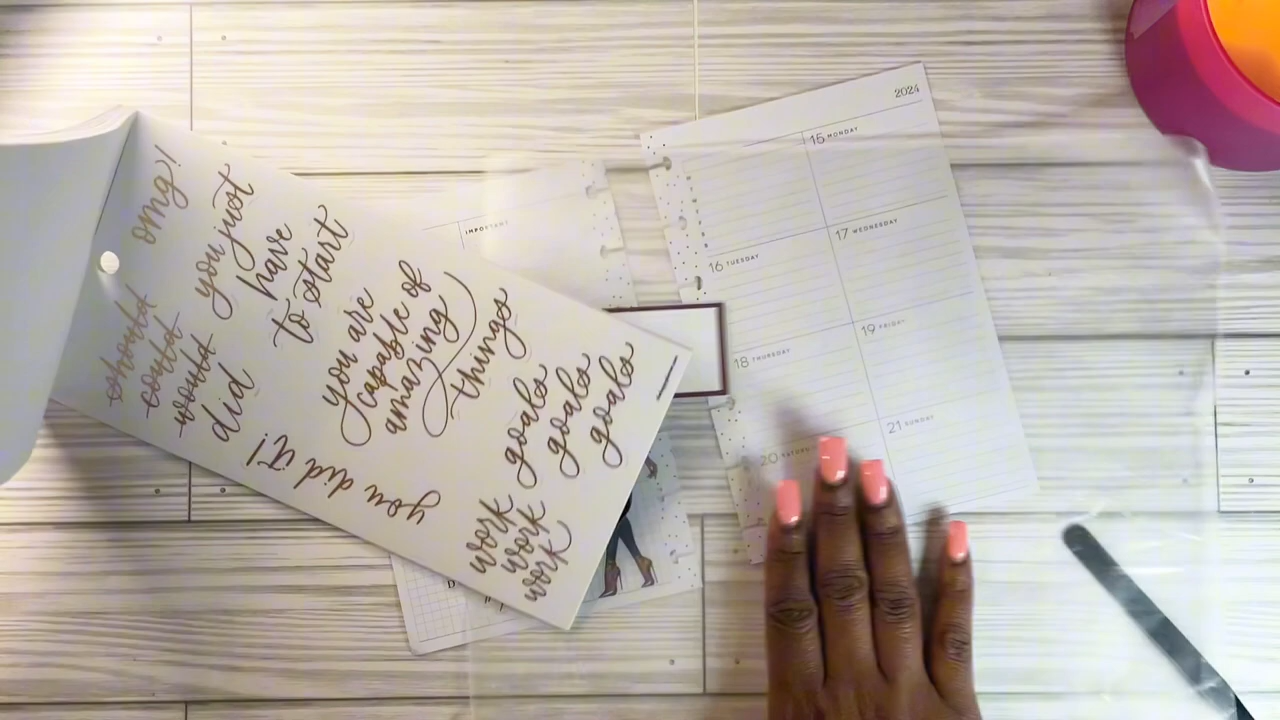 omg!
should
could
would
did
you just
have
to start
you are
capable of
amazing
things
you did it!
goals
goals
goals
work
work
work
IMPORTANT
2024
15 MONDAY
16 TUESDAY
17 WEDNESDAY
18 THURSDAY
19 FRIDAY
20 SATURDAY
21 SUNDAY